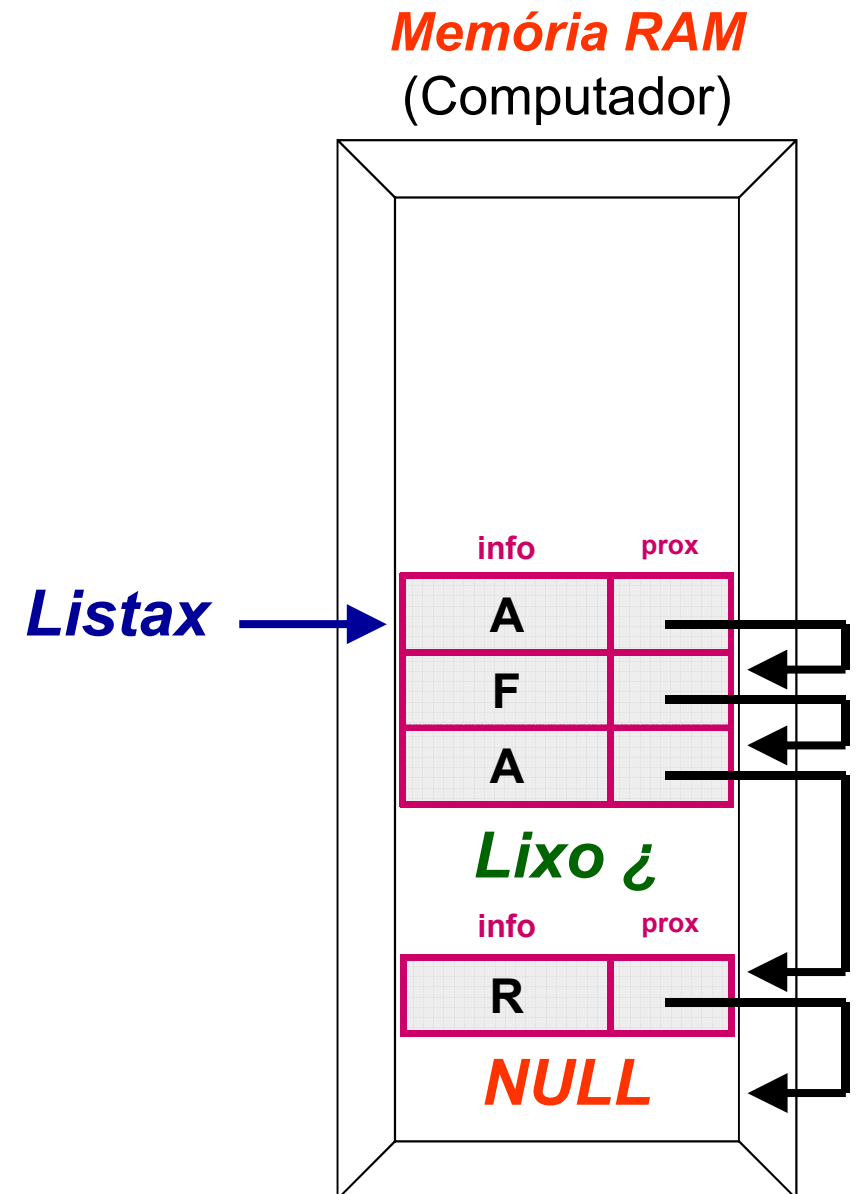 Memória RAM
(Computador)
info prox
Listax
A
F
A
Lixo ¿
info prox
R
NULL